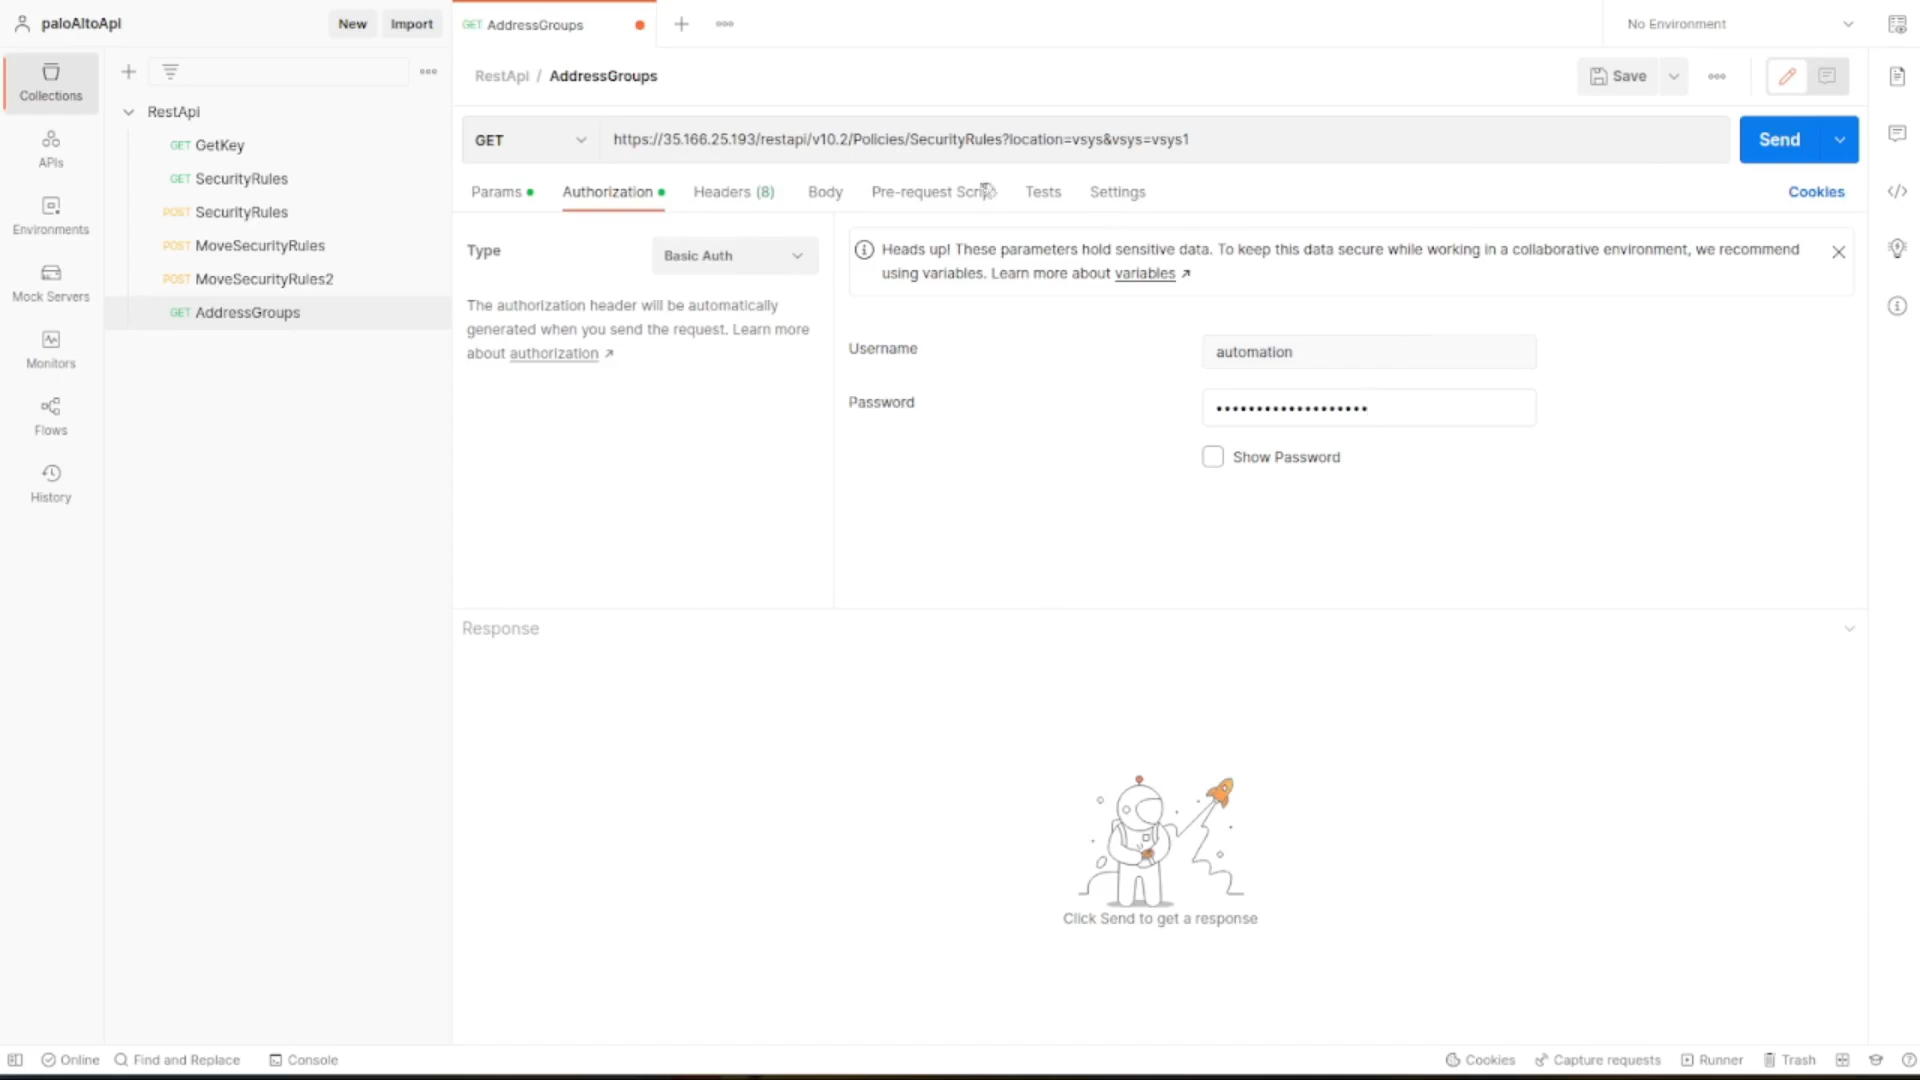 paloAltoApi
New
Import
GET AddressGroups
No Environment
Collections
APIs
Environments
Mock Servers
Monitors
Flows
History
RestApi
GET GetKey
GET SecurityRules
POST SecurityRules
POST MoveSecurityRules
POST MoveSecurityRules2
GET AddressGroups
RestApi / AddressGroups
Save
GET
https://35.166.25.193/restapi/v10.2/Policies/SecurityRules?location=vsys&vsys=vsys1
Send
Params
Authorization
Headers (8)
Body
Pre-request Script
Tests
Settings
Cookies
Type
Basic Auth
The authorization header will be automatically
generated when you send the request. Learn more
about authorization ↗
Heads up! These parameters hold sensitive data. To keep this data secure while working in a collaborative environment, we recommend
using variables. Learn more about variables ↗
Username
automation
Password
•••••••••••••••••••
Show Password
Response
Click Send to get a response
Online
Find and Replace
Console
Cookies
Capture requests
Runner
Trash